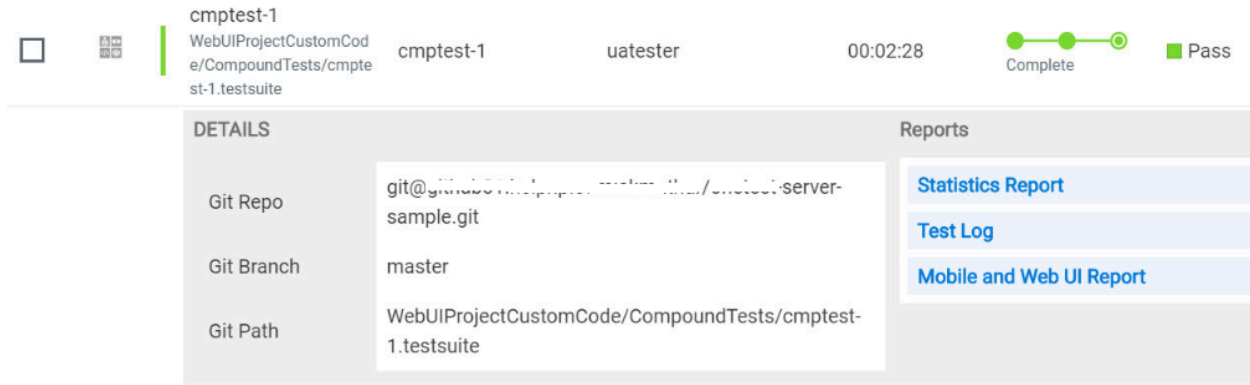 cmptest-1
WebUIProjectCustomCod
e/CompoundTests/cmpte
st-1.testsuite
cmptest-1
uatester
00:02:28
Complete
Pass
DETAILS
Reports
Git Repo
git@
-server-
sample.git
Git Branch
master
Git Path
WebUIProjectCustomCode/CompoundTests/cmptest-
1.testsuite
Statistics Report
Test Log
Mobile and Web UI Report